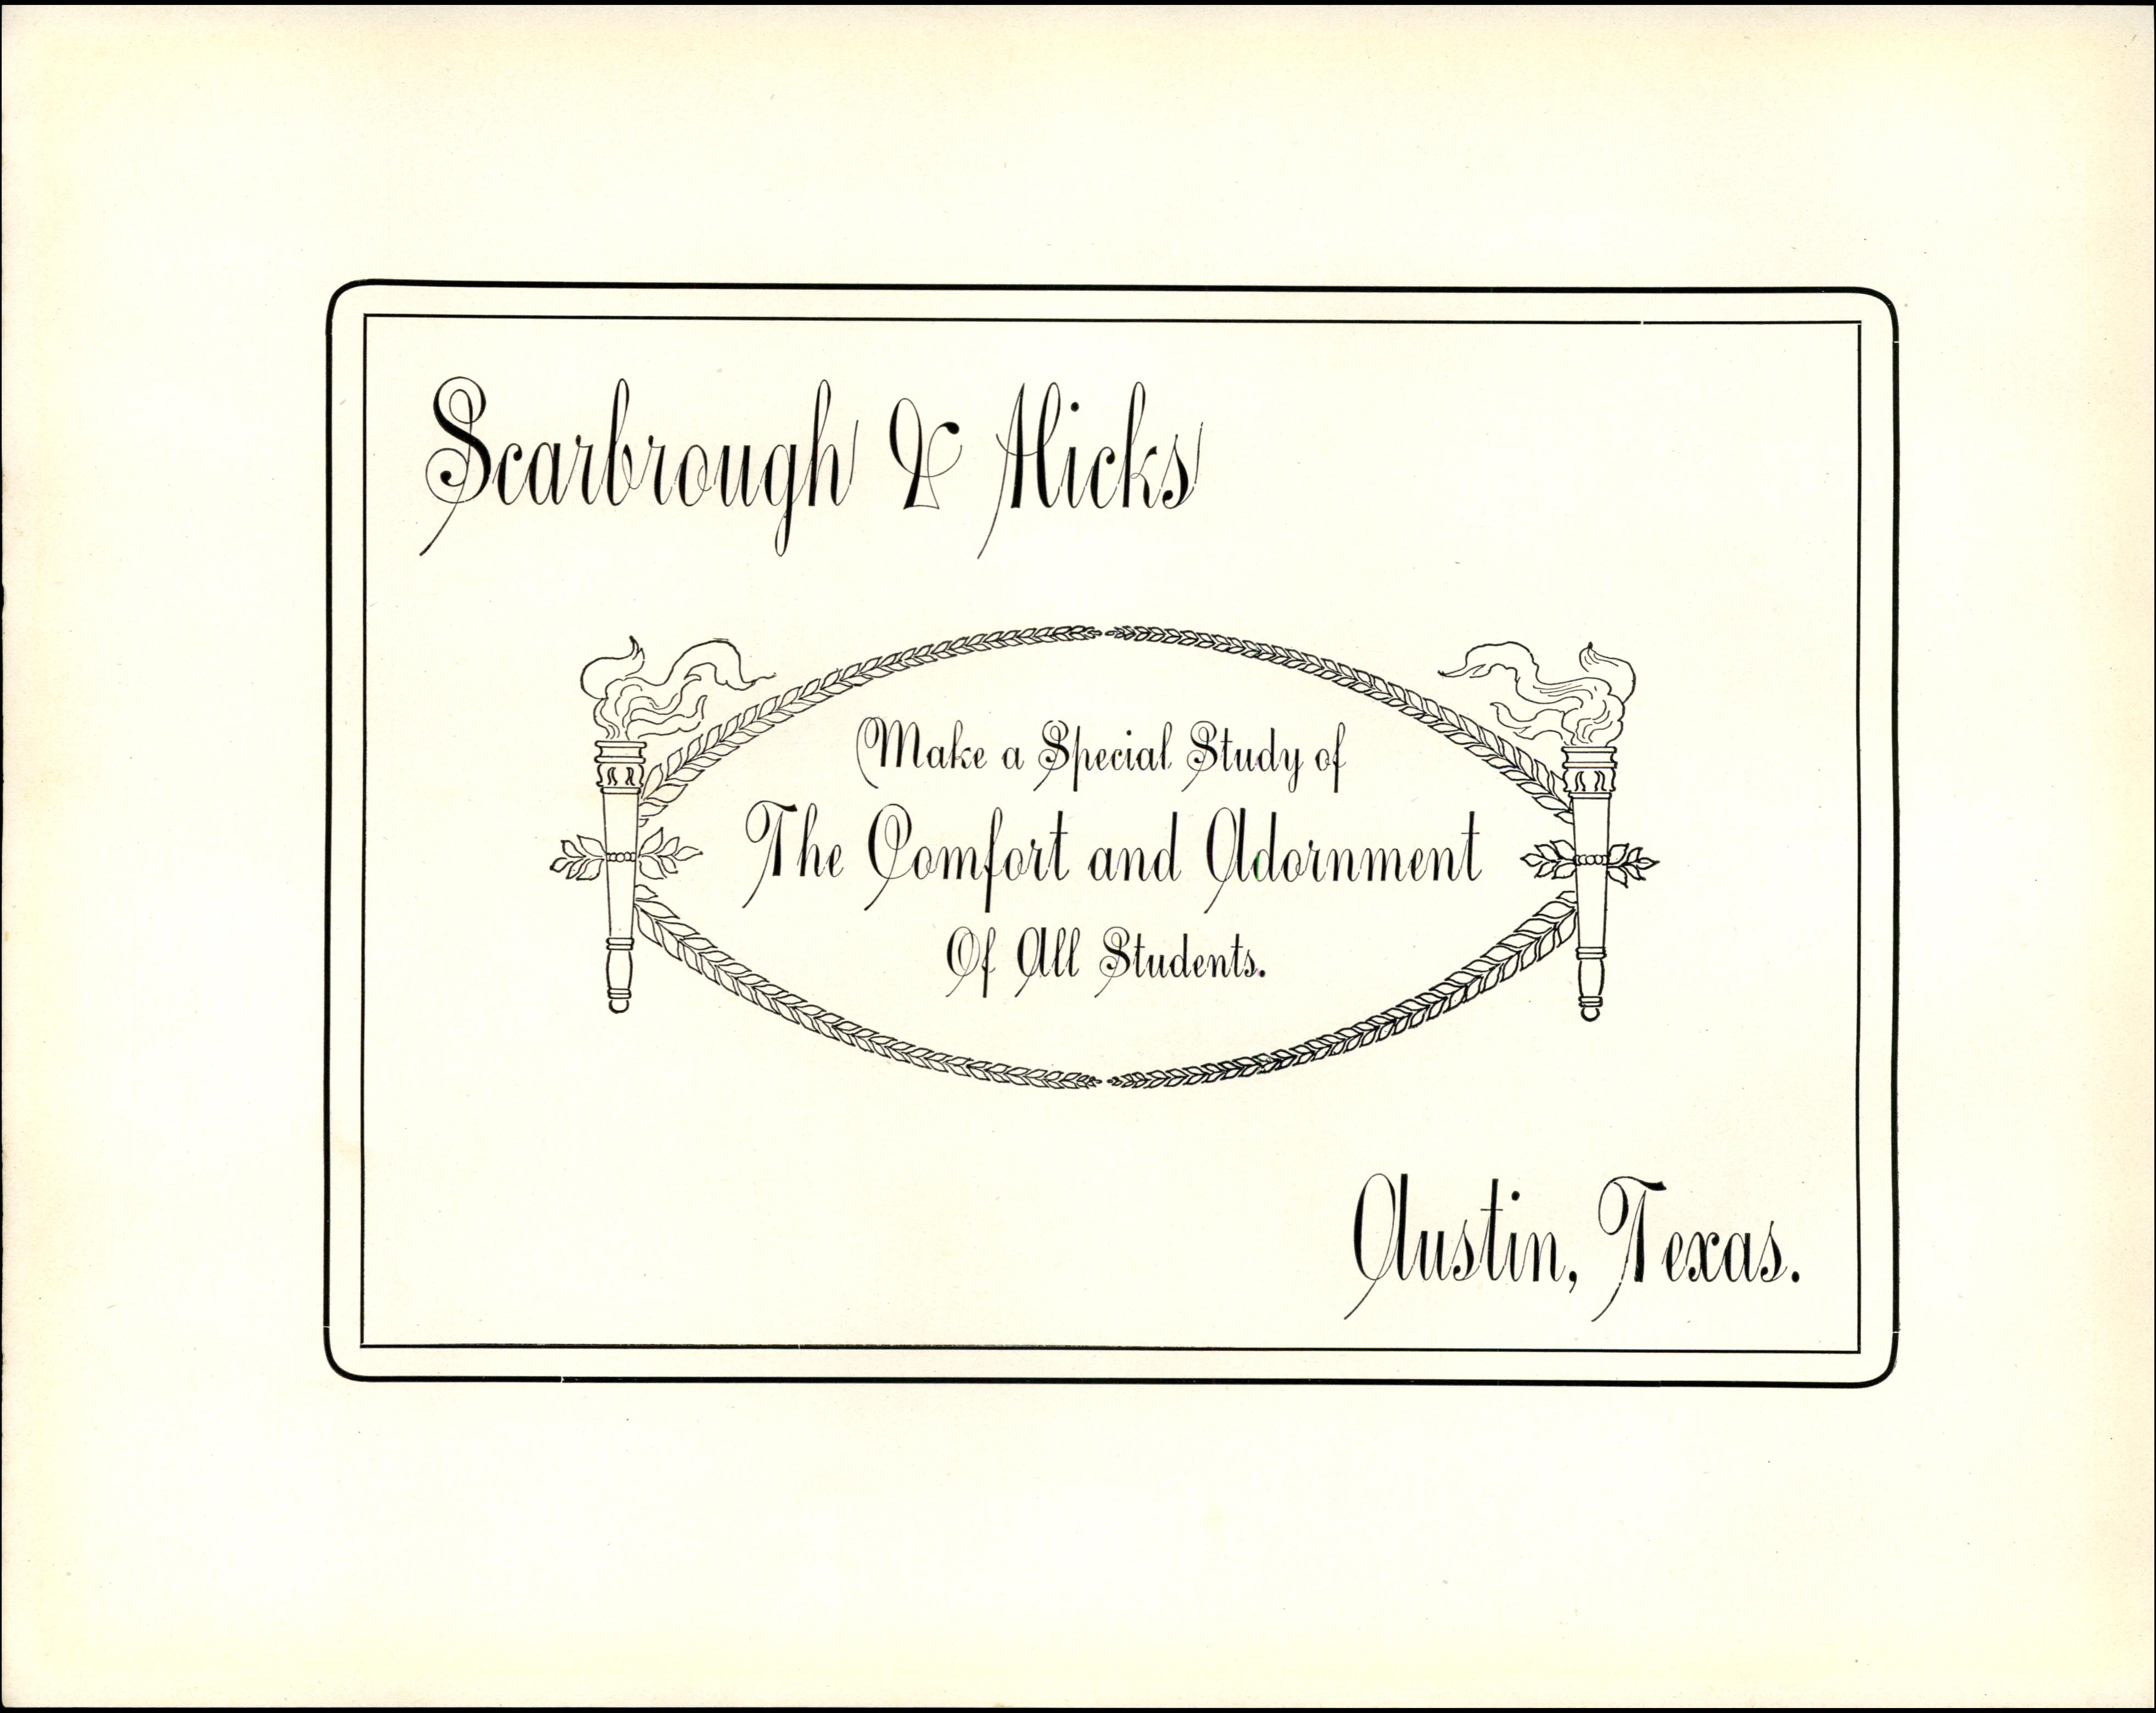 Scarbrough & Hicks
Make a Special Study of
The Comfort and Adornment
Of All Students.
Austin, Texas.